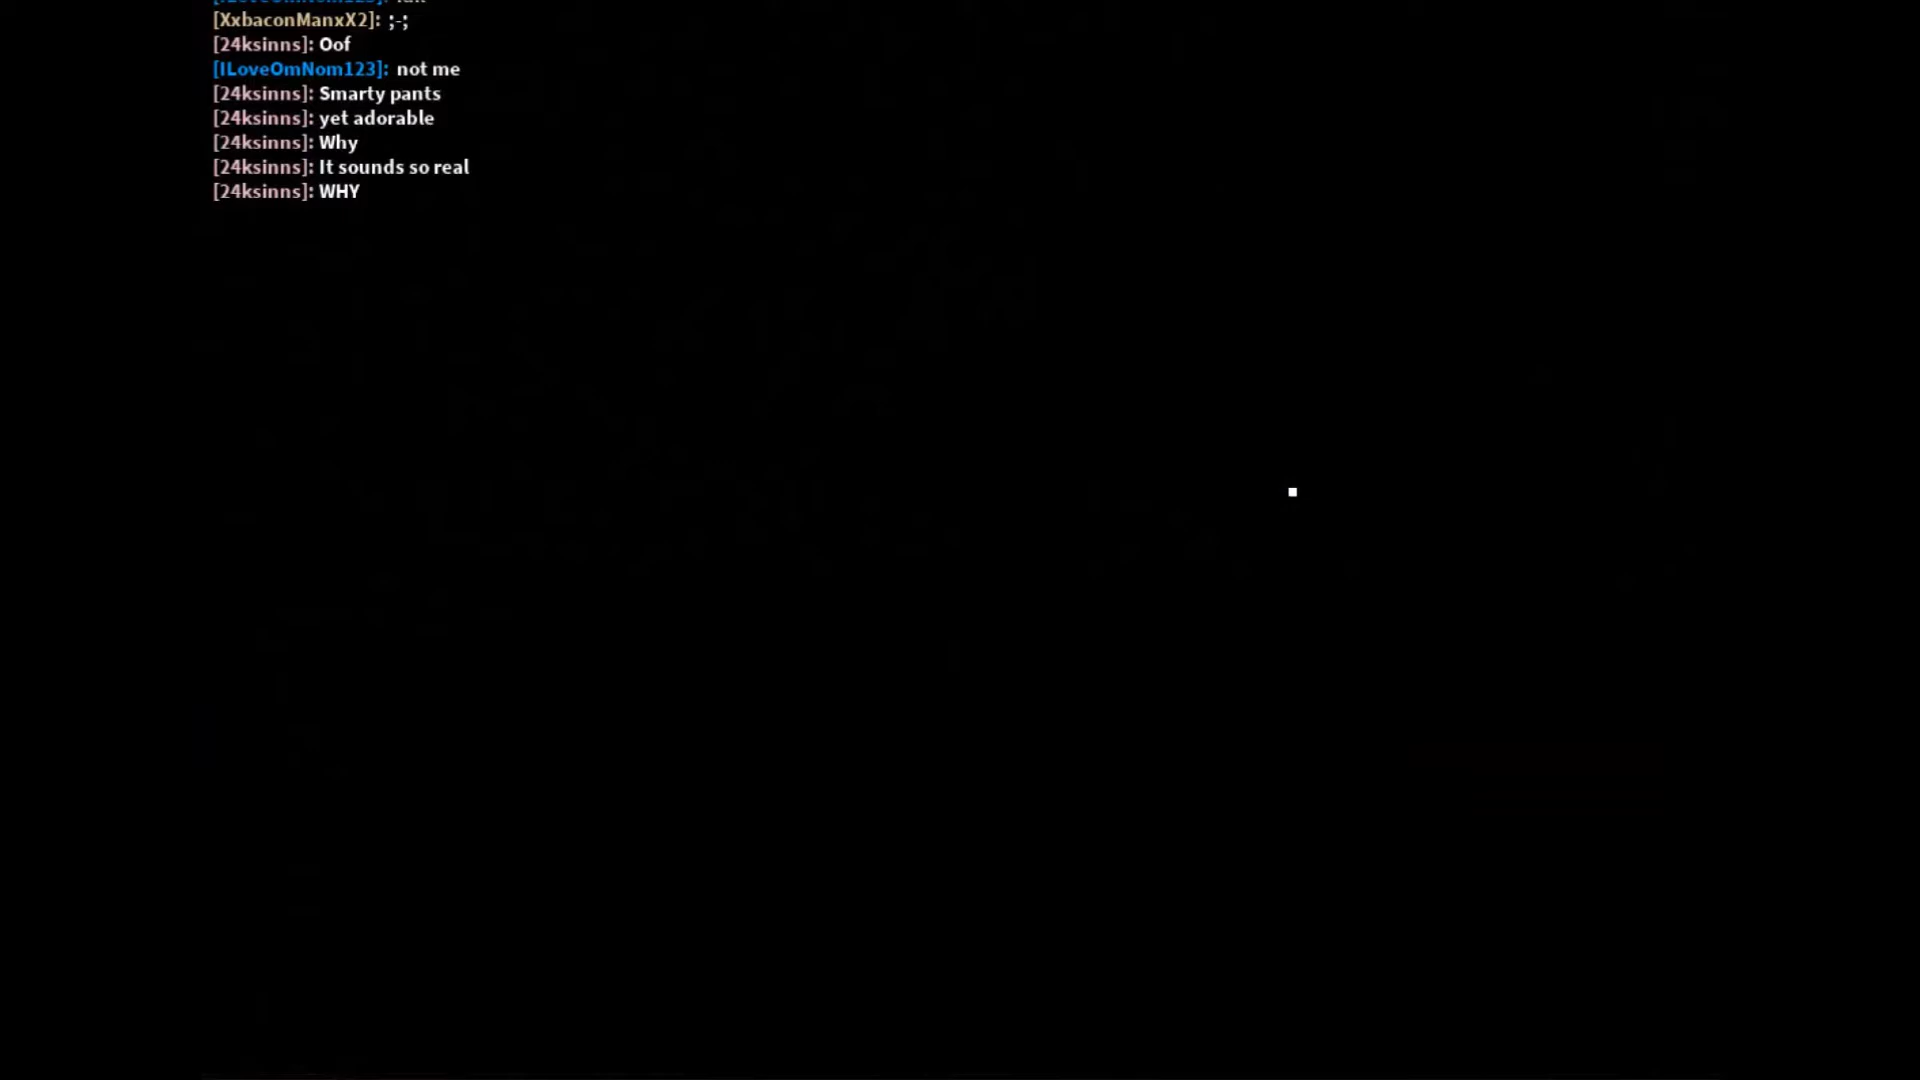 [XxbaconManxX2]: ;-;
[24ksinns]: Oof
[ILoveOmNom123]: not me
[24ksinns]: Smarty pants
[24ksinns]: yet adorable
[24ksinns]: Why
[24ksinns]: It sounds so real
[24ksinns]: WHY